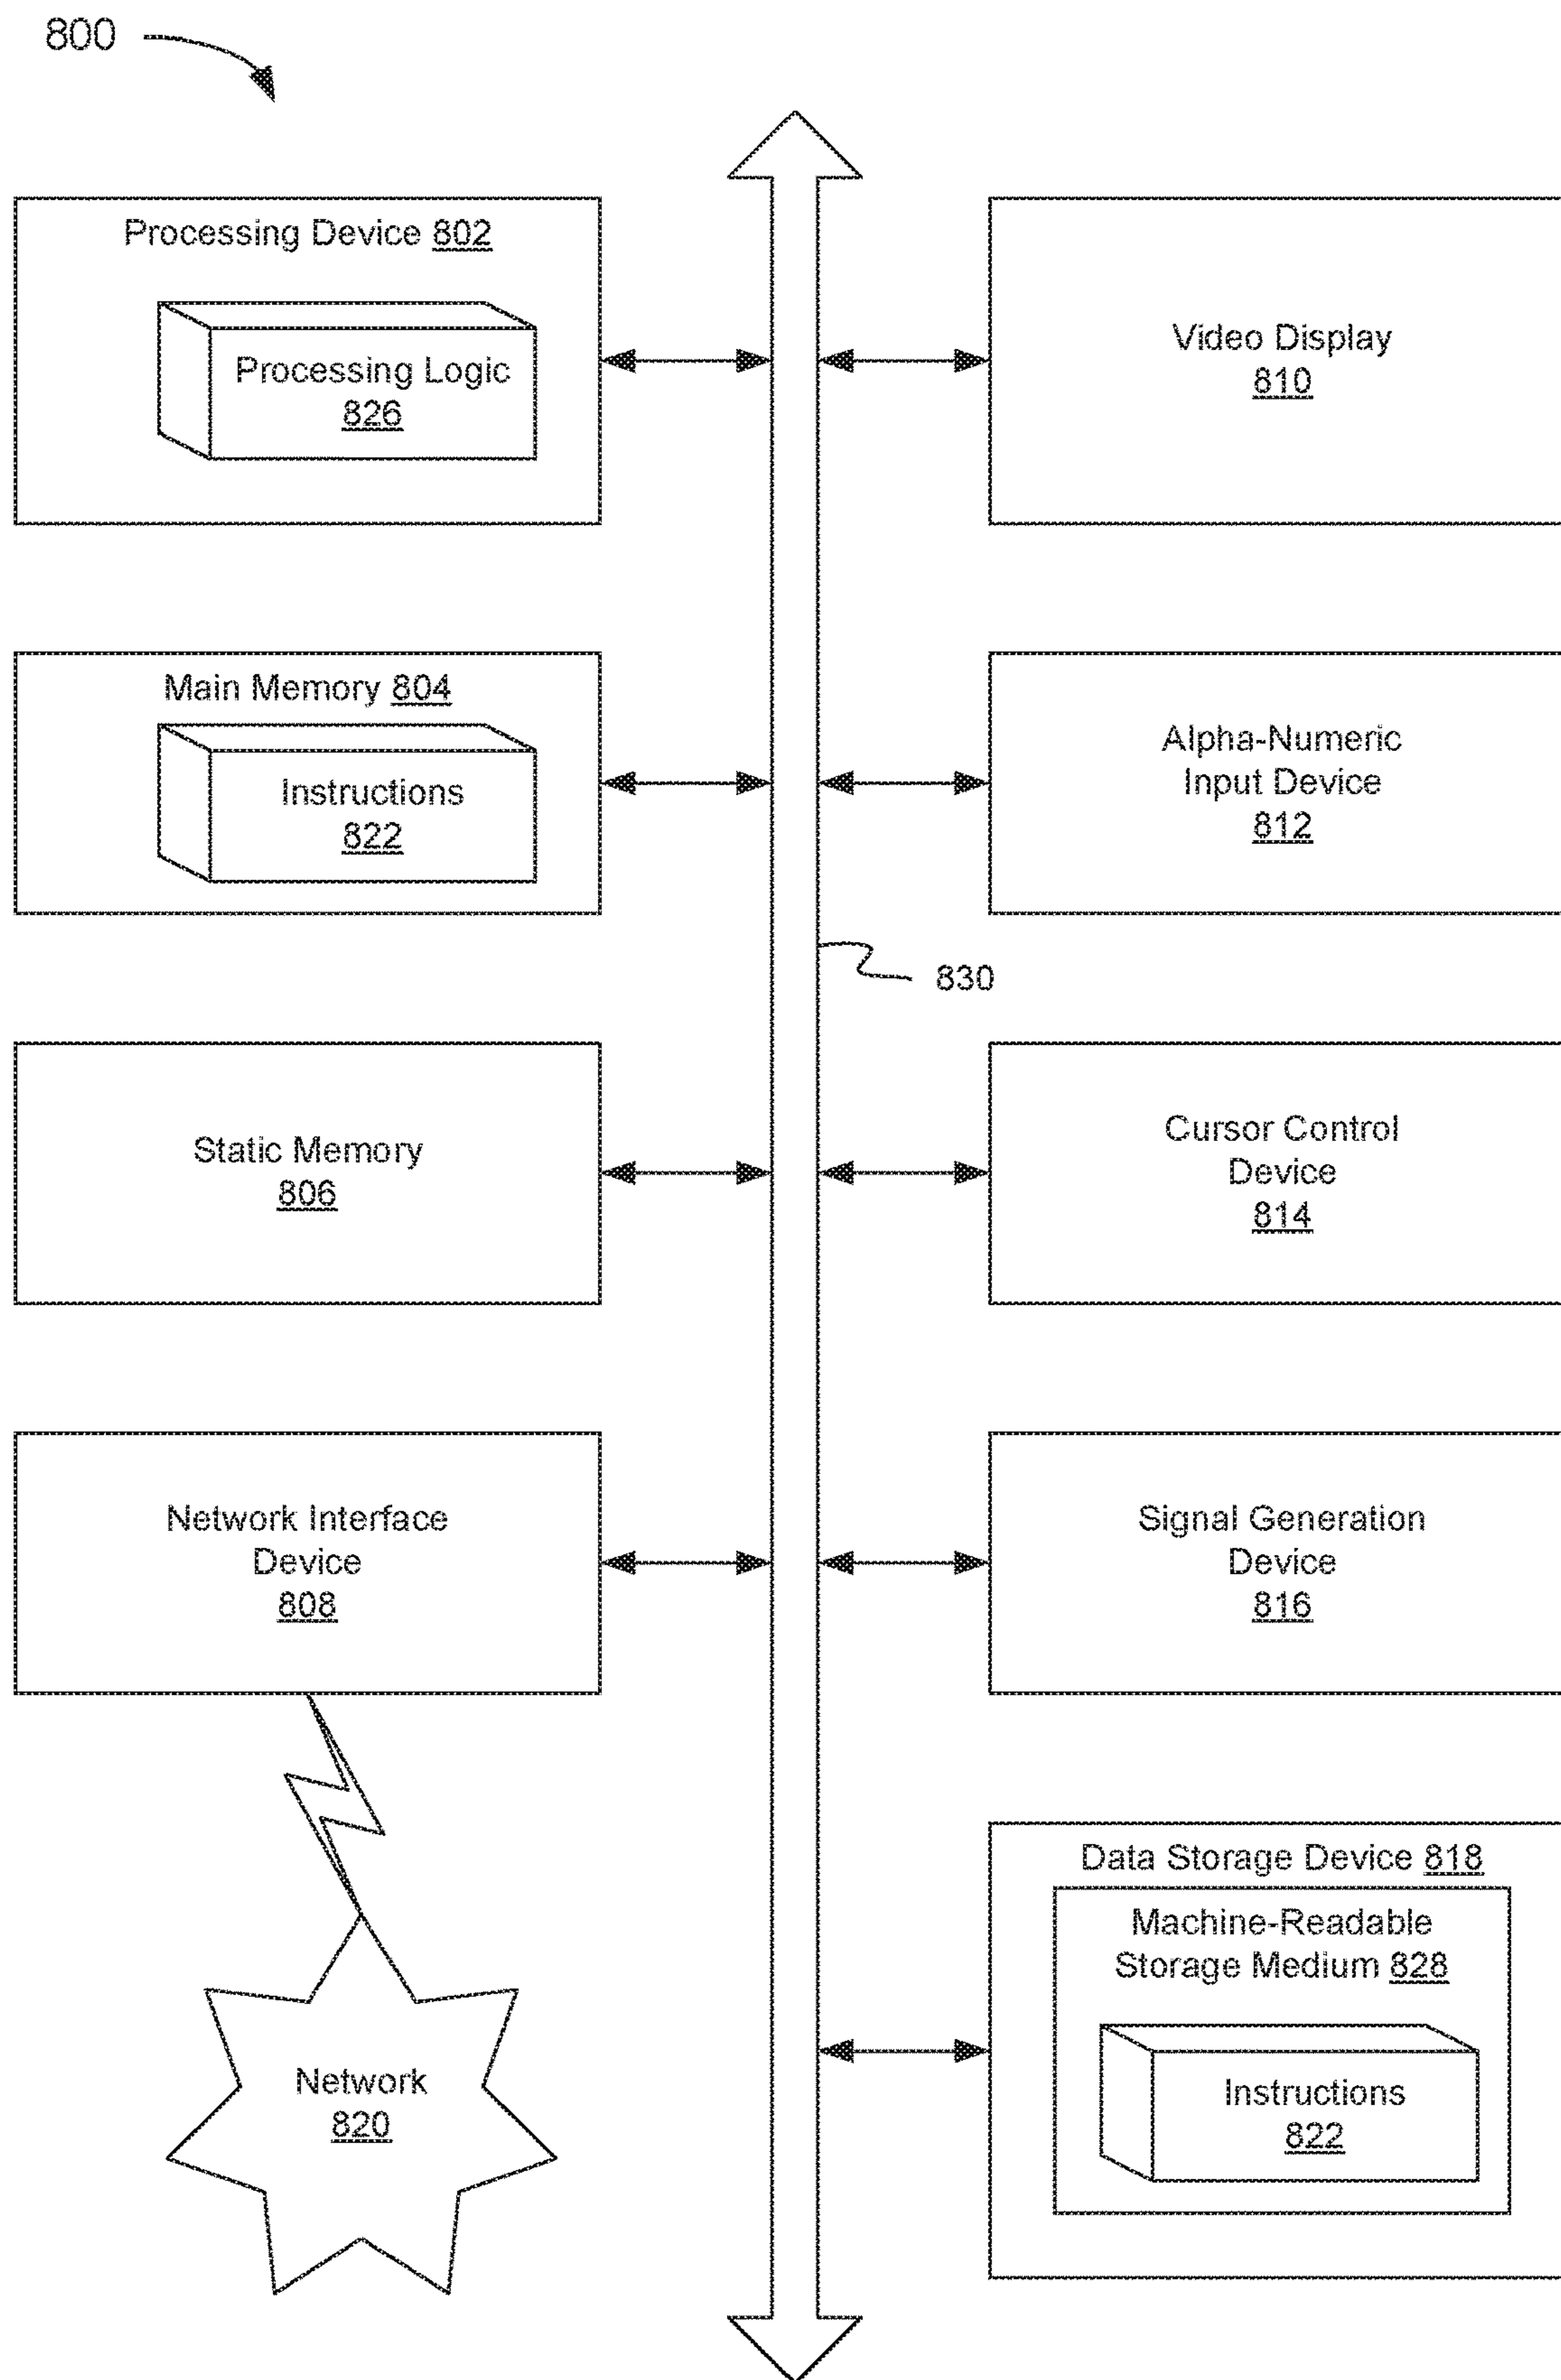 800
Processing Device 802
Processing Logic
826
Main Memory 804
Instructions
822
Static Memory
806
Network Interface
Device
808
Network
820
Video Display
810
Alpha-Numeric
Input Device
812
830
Cursor Control
Device
814
Signal Generation
Device
816
Data Storage Device 818
Machine-Readable
Storage Medium 828
Instructions
822